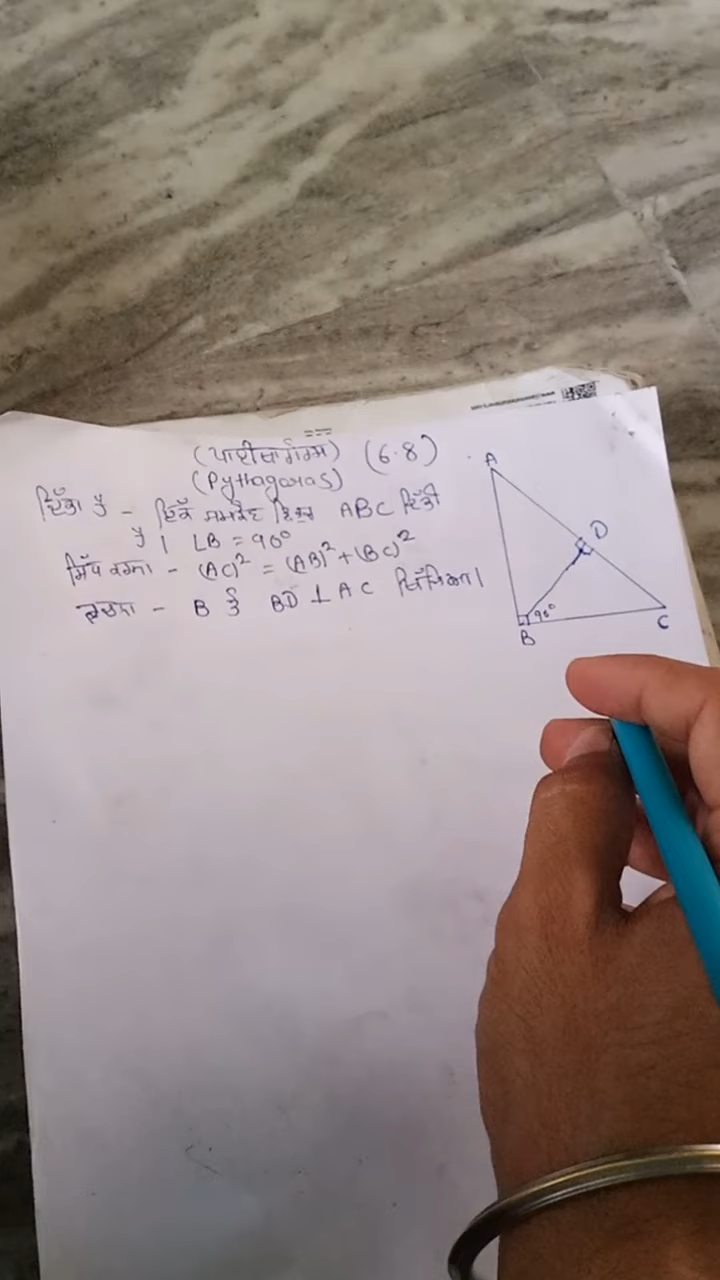 (ਪਾਈਥਾਗੋਰਸ) (6.8)
(Pythagoras)
ਦਿੱਤਾ ਹੈ - ਇੱਕ ਸਮਕੋਣ ਤ੍ਰਿਭੁਜ ABC ਦਿੱਤੀ
ਹੈ। LB = 90°
ਸਿੱਧ ਕਰਨਾ - (AC)² = (AB)² + (BC)²
ਰਚਨਾ - B ਤੋਂ BD ⊥ AC ਖਿੱਚਿਆ।
A
D
90°
B
C